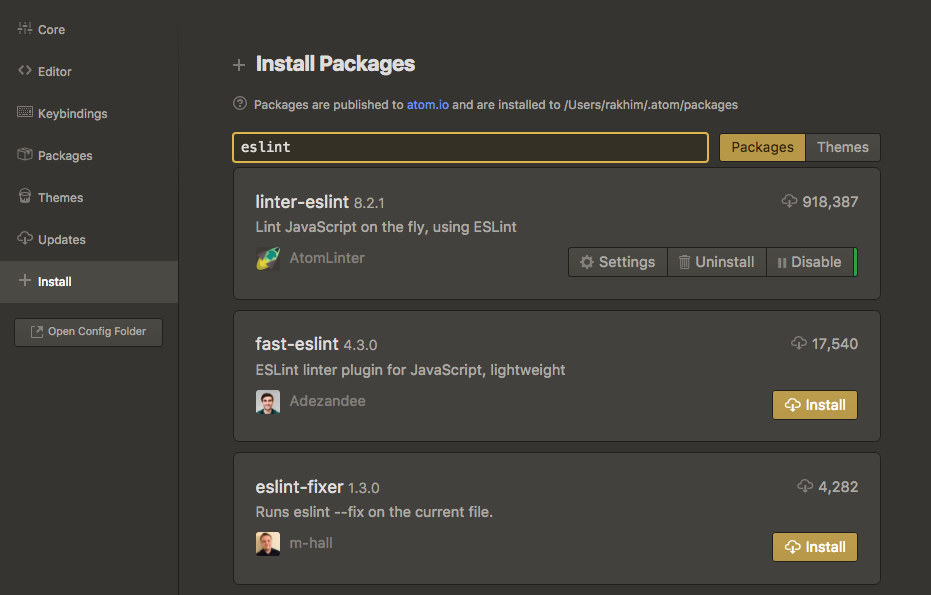 Core
Editor
Keybindings
Packages
Themes
Updates
Install
Open Config Folder
Install Packages
Packages are published to atom.io and are installed to /Users/rakhim/.atom/packages
eslint
Packages Themes
linter-eslint 8.2.1 918,387
Lint JavaScript on the fly, using ESLint
AtomLinter Settings Uninstall Disable
fast-eslint 4.3.0 17,540
ESLint linter plugin for JavaScript, lightweight
Adezandee Install
eslint-fixer 1.3.0 4,282
Runs eslint --fix on the current file.
m-hall Install